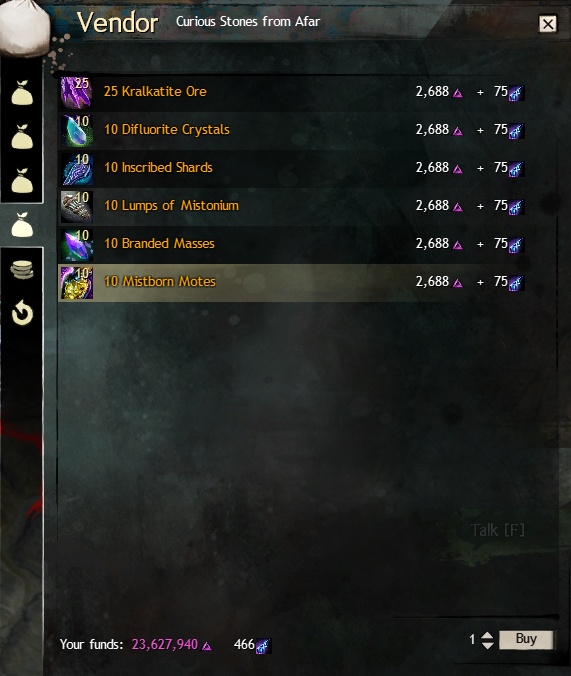 Vendor Curious Stones from Afar
25 25 Kralkatite Ore 2,688 + 75
10 10 Difluorite Crystals 2,688 + 75
10 10 Inscribed Shards 2,688 + 75
10 10 Lumps of Mistonium 2,688 + 75
10 10 Branded Masses 2,688 + 75
10 10 Mistborn Motes 2,688 + 75
Talk [F]
Your funds: 23,627,940 466 1 Buy